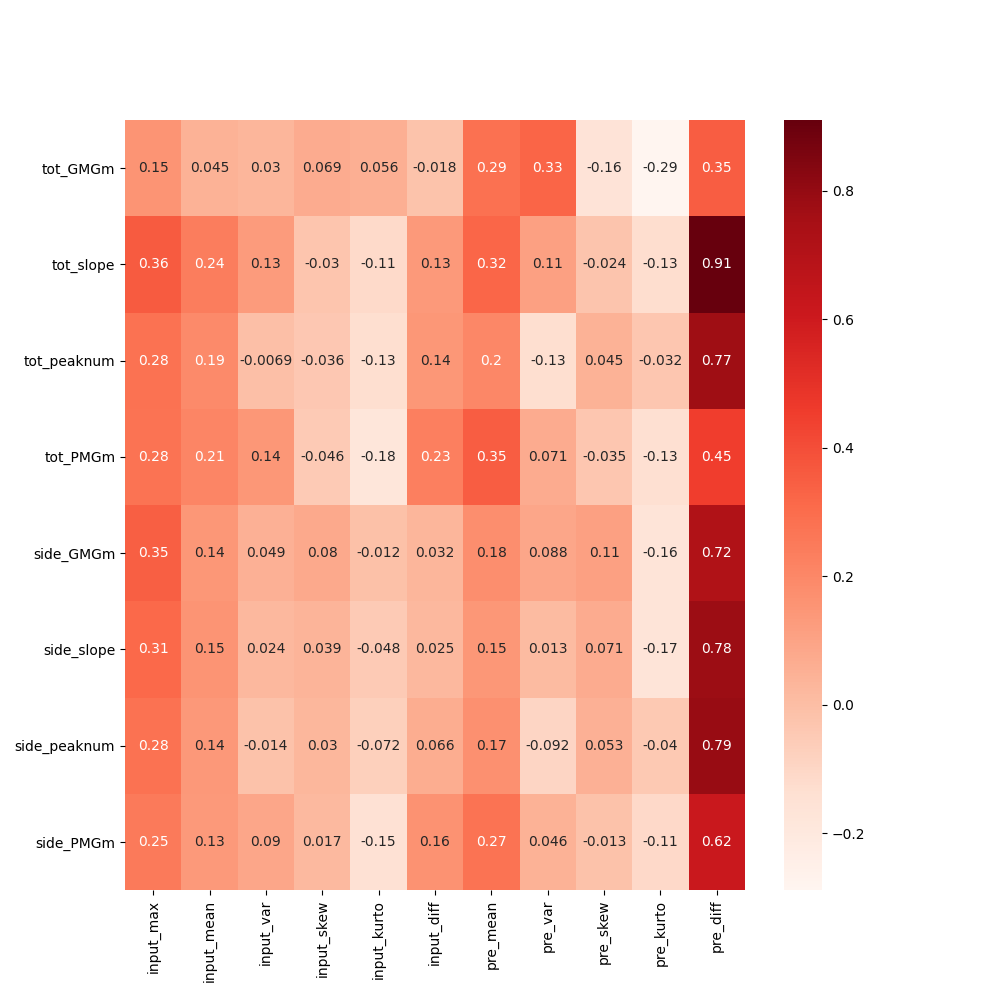 tot_GMGm 0.15 0.045 0.03 0.069 0.056 -0.018 0.29 0.33 -0.16 -0.29 0.35
0.8
tot_slope 0.36 0.24 0.13 -0.03 -0.11 0.13 0.32 0.11 -0.024 -0.13 0.91
0.6
tot_peaknum 0.28 0.19 -0.0069 -0.036 -0.13 0.14 0.2 -0.13 0.045 -0.032 0.77
0.4
tot_PMGm 0.28 0.21 0.14 -0.046 -0.18 0.23 0.35 0.071 -0.035 -0.13 0.45
side_GMGm 0.35 0.14 0.049 0.08 -0.012 0.032 0.18 0.088 0.11 -0.16 0.72
0.2
side_slope 0.31 0.15 0.024 0.039 -0.048 0.025 0.15 0.013 0.071 -0.17 0.78
0.0
side_peaknum 0.28 0.14 -0.014 0.03 -0.072 0.066 0.17 -0.092 0.053 -0.04 0.79
−0.2
side_PMGm 0.25 0.13 0.09 0.017 -0.15 0.16 0.27 0.046 -0.013 -0.11 0.62
input_max
input_mean
input_var
input_skew
input_kurto
input_diff
pre_mean
pre_var
pre_skew
pre_kurto
pre_diff